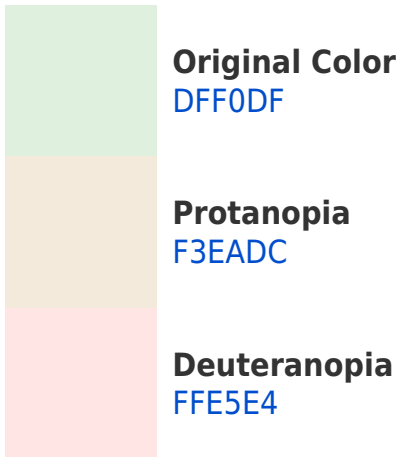 Original Color
DFF0DF
Protanopia
F3EADC
Deuteranopia
FFE5E4